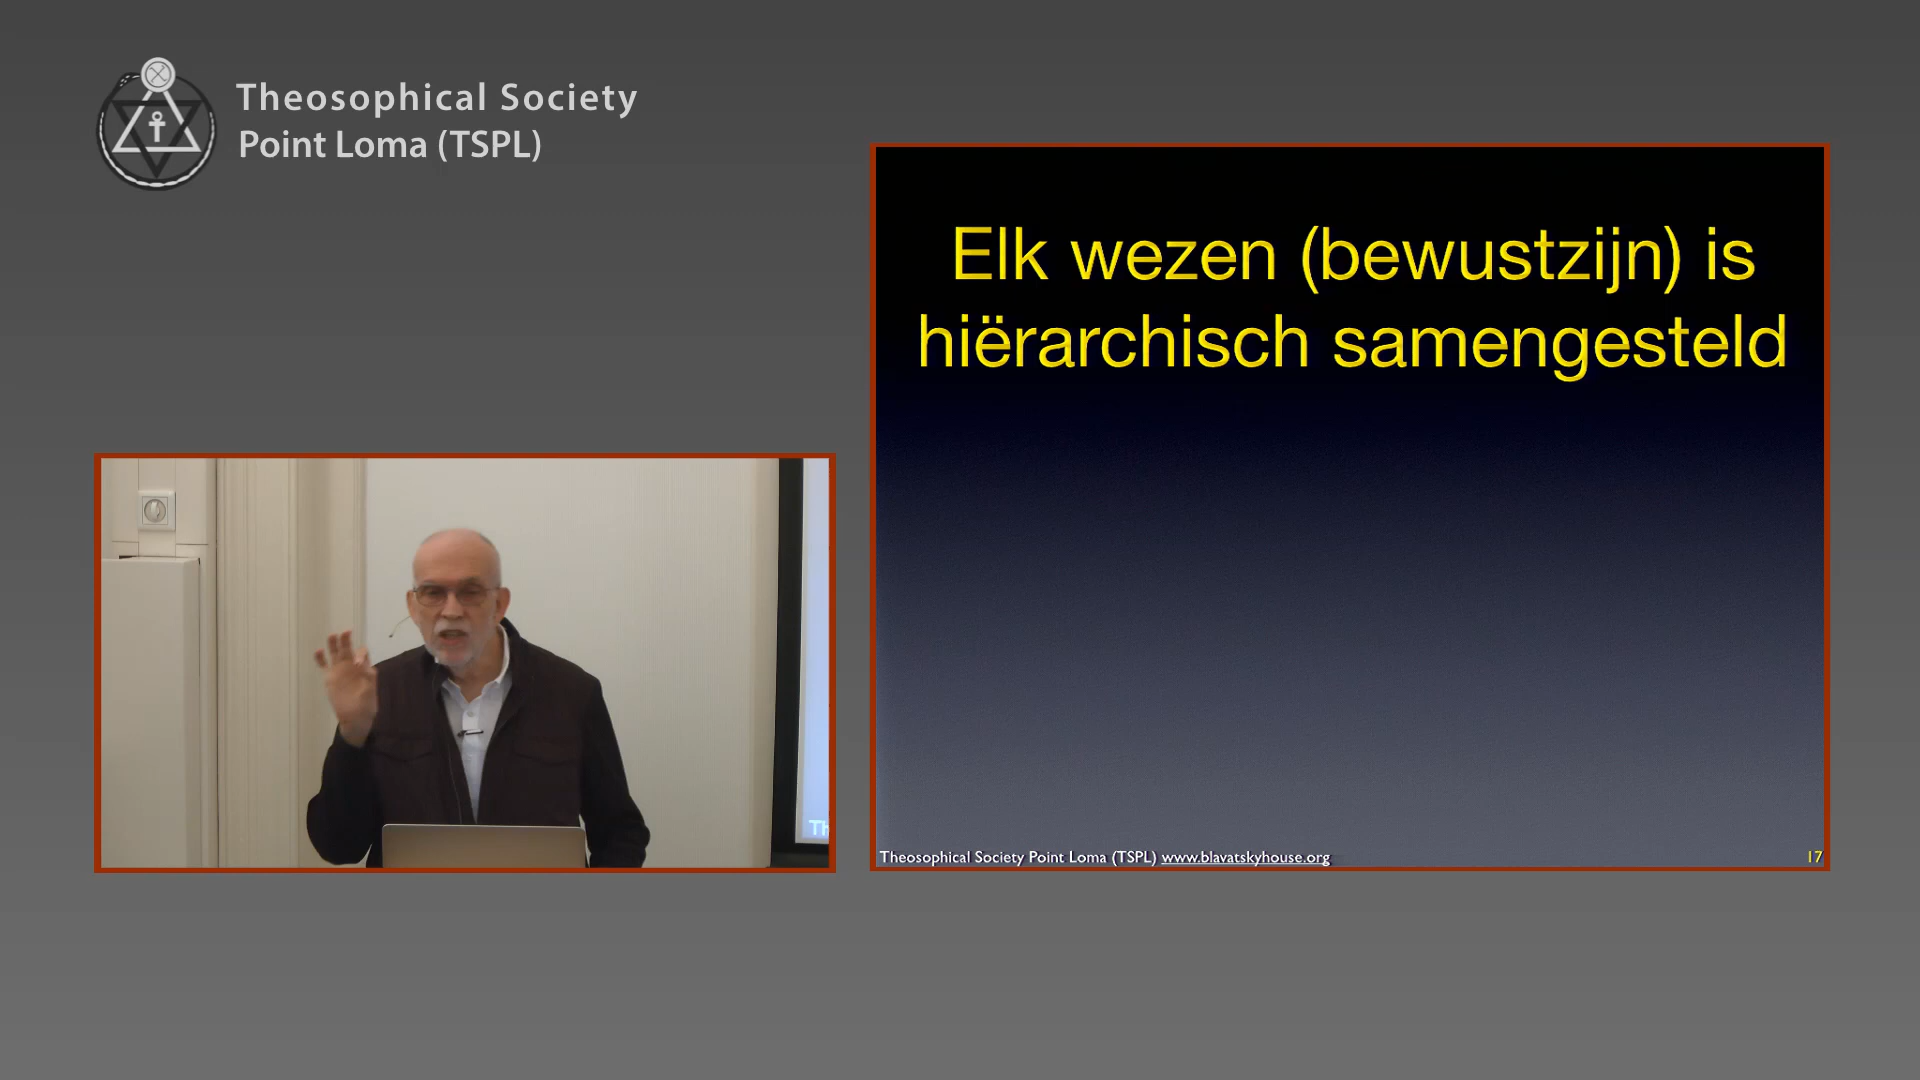 Theosophical Society
Point Loma (TSPL)
Elk wezen (bewustzijn) is
hiërarchisch samengesteld
Theosophical Society Point Loma (TSPL) www.blavatskyhouse.org
17